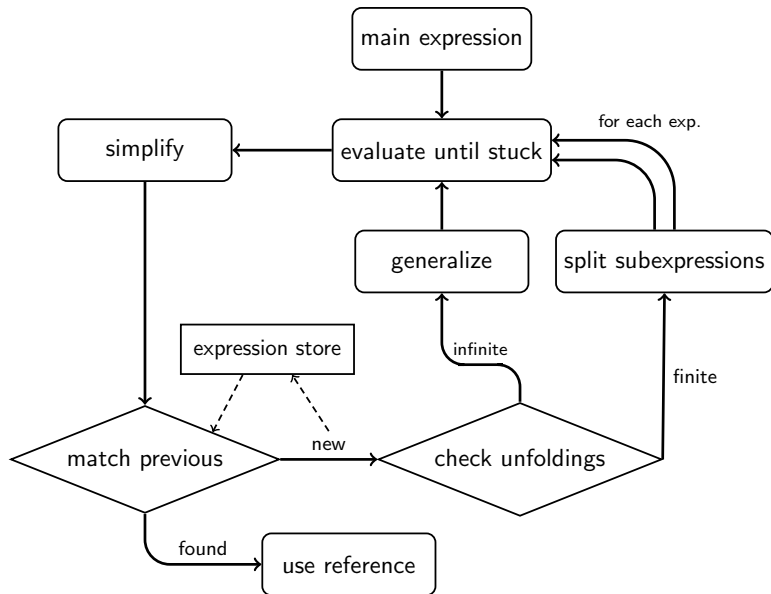 main expression
for each exp.
simplify
evaluate until stuck
generalize
split subexpressions
expression store
infinite
finite
new
match previous
check unfoldings
found
use reference